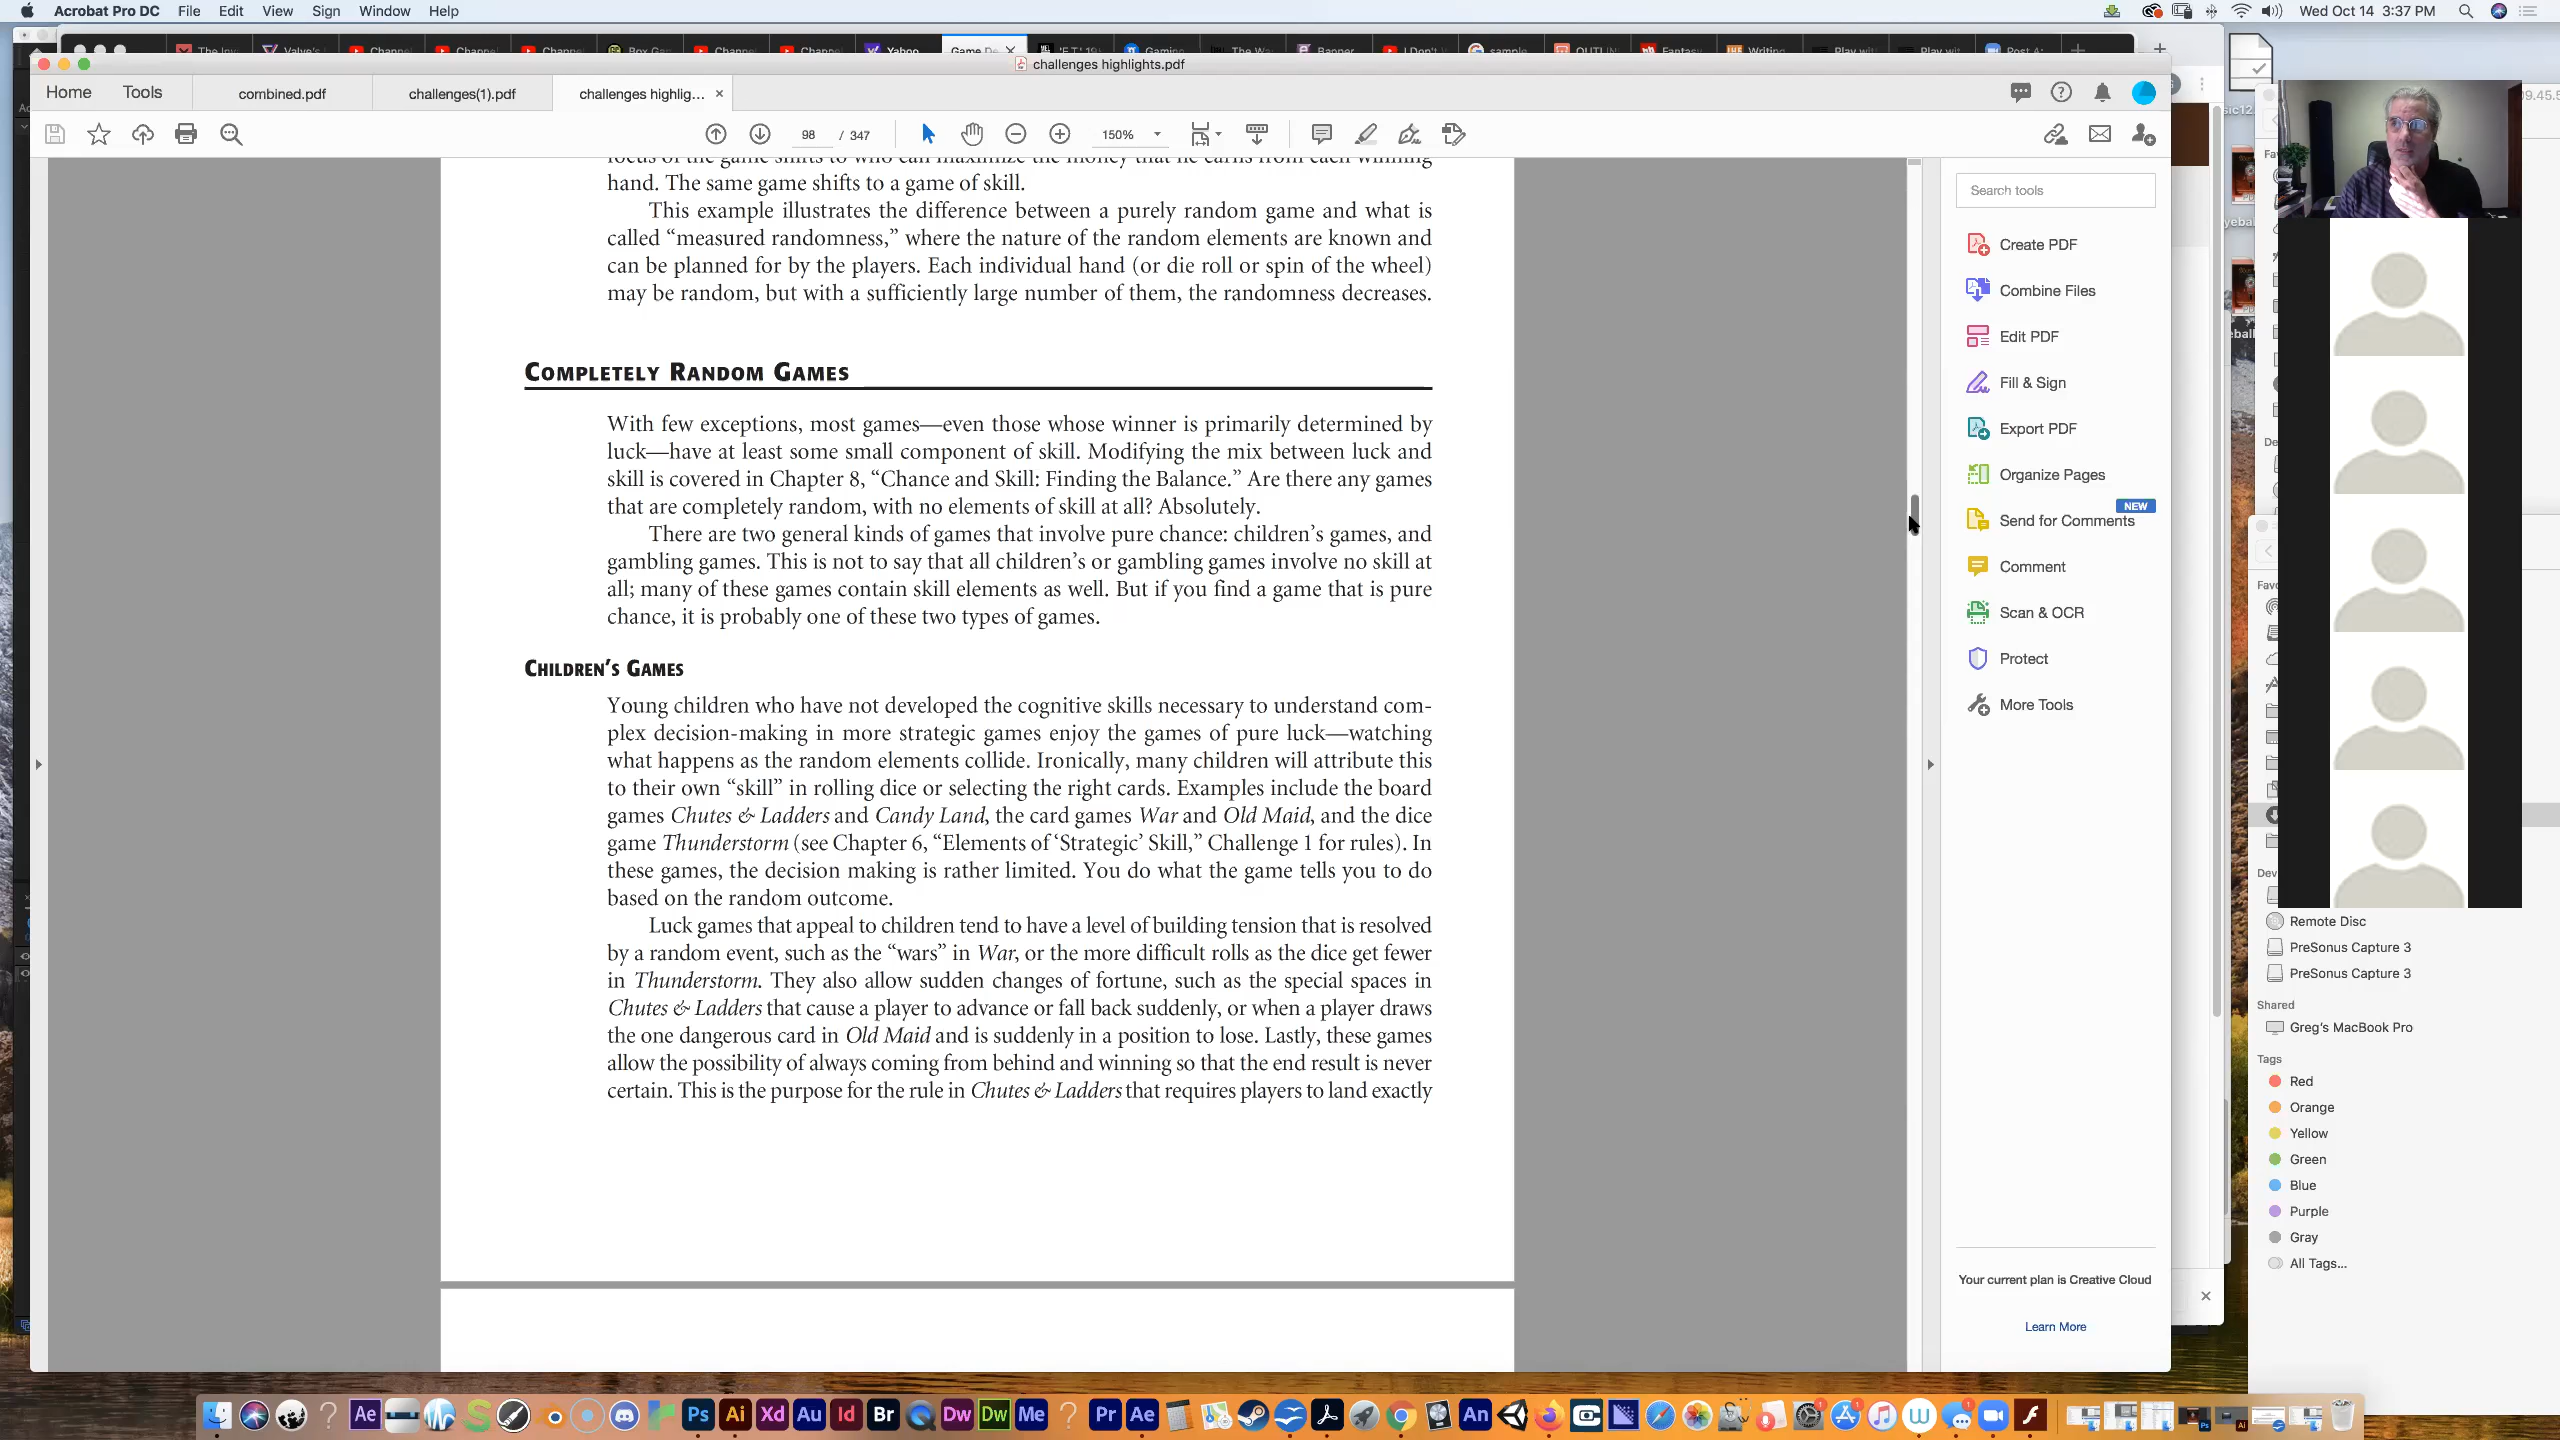 Acrobat Pro DC File Edit View Sign Window Help
Wed Oct 14 3:37 PM
Valve's
Box Gam
Yahoo
Gaming
Banner
sample
Fantasy
Writing
challenges highlights.pdf
Home Tools combined.pdf challenges(1).pdf challenges highlig... ×
98 / 347
150%
hand. The same game shifts to a game of skill.
This example illustrates the difference between a purely random game and what is
called “measured randomness,” where the nature of the random elements are known and
can be planned for by the players. Each individual hand (or die roll or spin of the wheel)
may be random, but with a sufficiently large number of them, the randomness decreases.
COMPLETELY RANDOM GAMES
With few exceptions, most games—even those whose winner is primarily determined by
luck—have at least some small component of skill. Modifying the mix between luck and
skill is covered in Chapter 8, “Chance and Skill: Finding the Balance.” Are there any games
that are completely random, with no elements of skill at all? Absolutely.
There are two general kinds of games that involve pure chance: children’s games, and
gambling games. This is not to say that all children’s or gambling games involve no skill at
all; many of these games contain skill elements as well. But if you find a game that is pure
chance, it is probably one of these two types of games.
CHILDREN’S GAMES
Young children who have not developed the cognitive skills necessary to understand com-
plex decision-making in more strategic games enjoy the games of pure luck—watching
what happens as the random elements collide. Ironically, many children will attribute this
to their own “skill” in rolling dice or selecting the right cards. Examples include the board
games Chutes & Ladders and Candy Land, the card games War and Old Maid, and the dice
game Thunderstorm (see Chapter 6, “Elements of ‘Strategic’ Skill,” Challenge 1 for rules). In
these games, the decision making is rather limited. You do what the game tells you to do
based on the random outcome.
Luck games that appeal to children tend to have a level of building tension that is resolved
by a random event, such as the “wars” in War, or the more difficult rolls as the dice get fewer
in Thunderstorm. They also allow sudden changes of fortune, such as the special spaces in
Chutes & Ladders that cause a player to advance or fall back suddenly, or when a player draws
the one dangerous card in Old Maid and is suddenly in a position to lose. Lastly, these games
allow the possibility of always coming from behind and winning so that the end result is never
certain. This is the purpose for the rule in Chutes & Ladders that requires players to land exactly
Search tools
Create PDF
Combine Files
Edit PDF
Fill & Sign
Export PDF
Organize Pages
NEW
Send for Comments
Comment
Scan & OCR
Protect
More Tools
Your current plan is Creative Cloud
Learn More
Remote Disc
PreSonus Capture 3
PreSonus Capture 3
Shared
Greg's MacBook Pro
Tags
Red
Orange
Yellow
Green
Blue
Purple
Gray
All Tags...
Ae Ps Ai Xd Au Id Br Dw Dw Me Pr Ae An